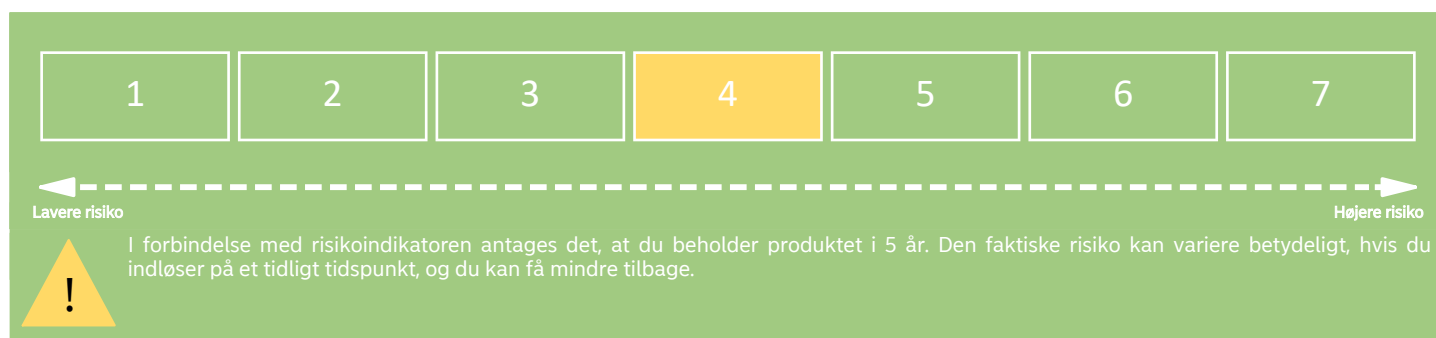 1 2 3 4 5 6 7
Lavere risiko Højere risiko
I forbindelse med risikoindikatoren antages det, at du beholder produktet i 5 år. Den faktiske risiko kan variere betydeligt, hvis du
indløser på et tidligt tidspunkt, og du kan få mindre tilbage.
!